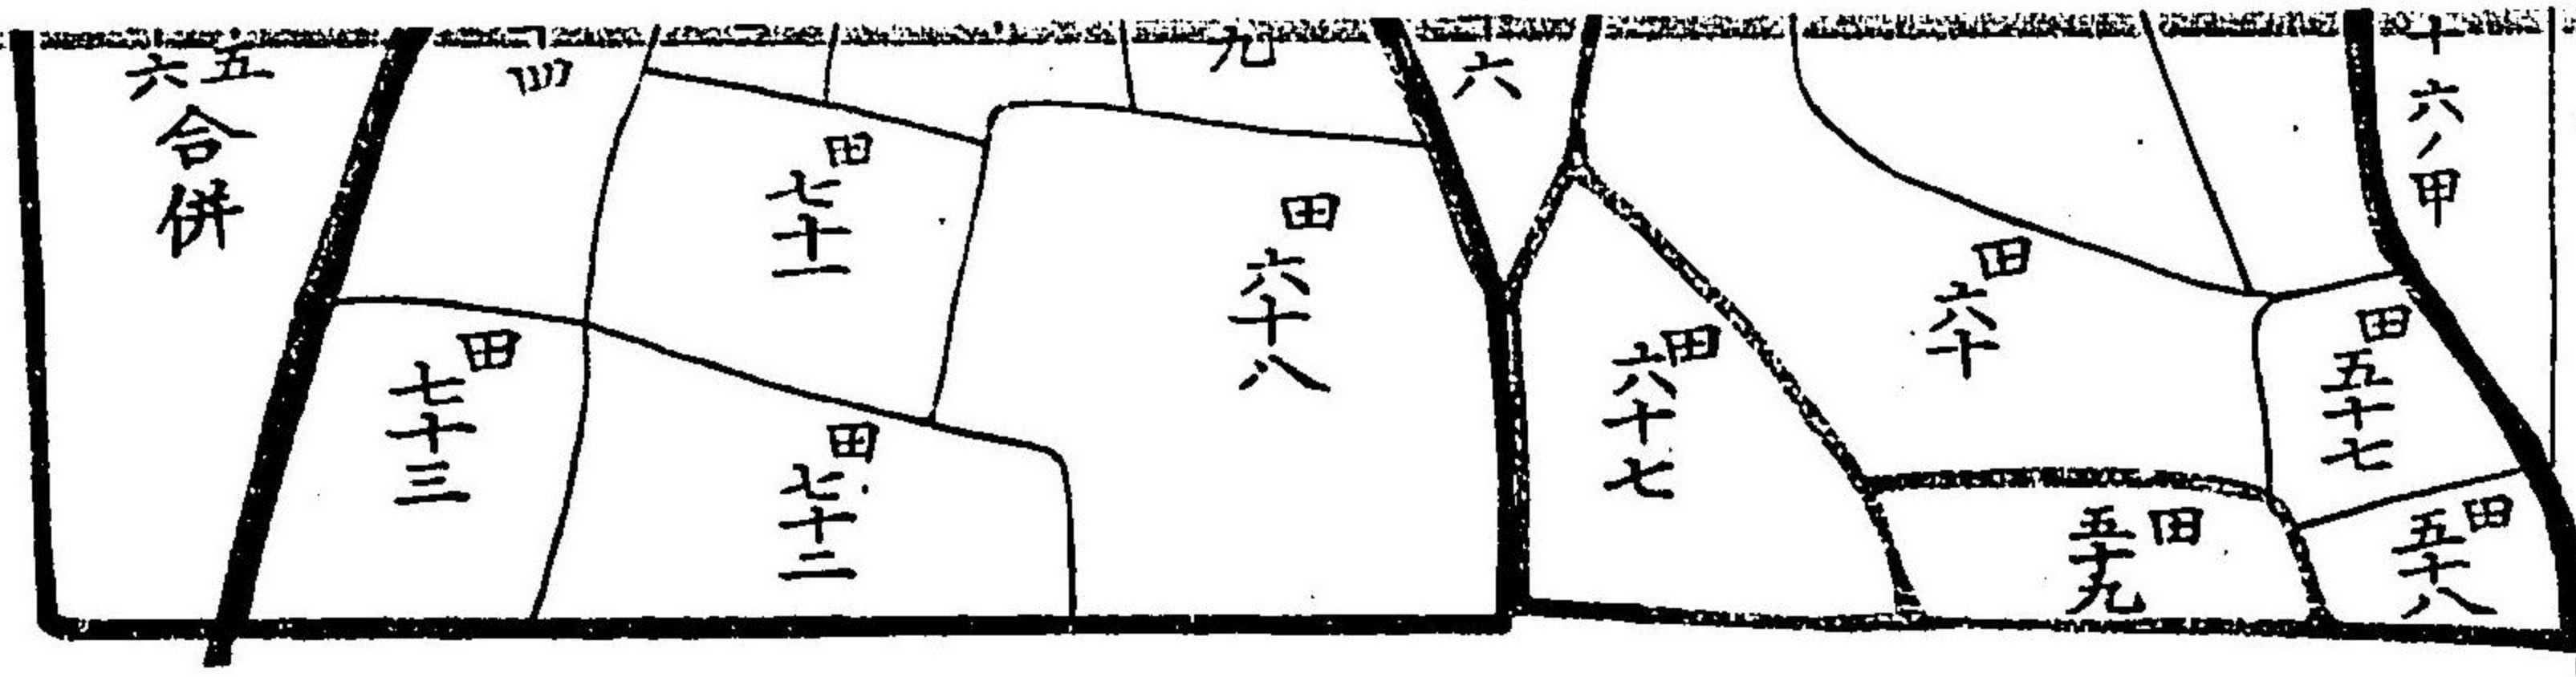 十六ノ甲
田五十七
田五十八
田六十
田五十九
田六十七
六
九
田六十八
田七十一
田七十二
田七十三
五六合併